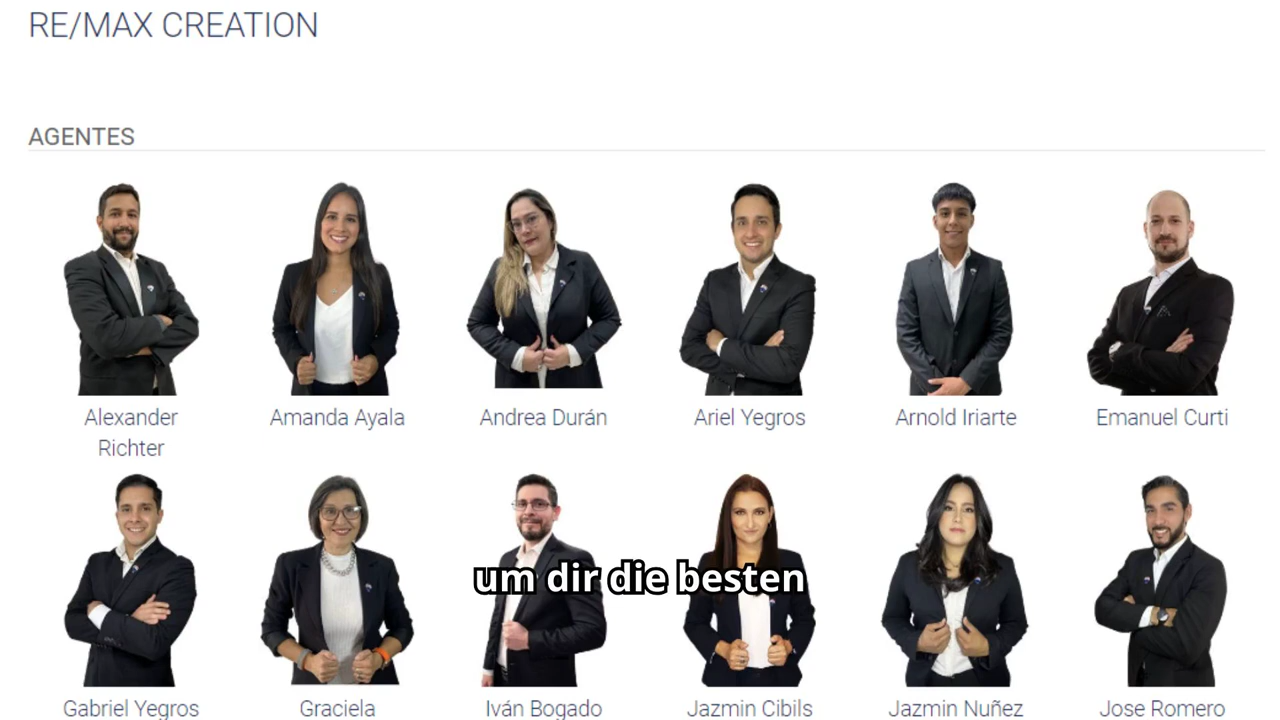 RE/MAX CREATION
AGENTES
Alexander
Richter
Amanda Ayala
Andrea Durán
Ariel Yegros
Arnold Iriarte
Emanuel Curti
um dir die besten
Gabriel Yegros
Graciela
Iván Bogado
Jazmin Cibils
Jazmin Nuñez
Jose Romero